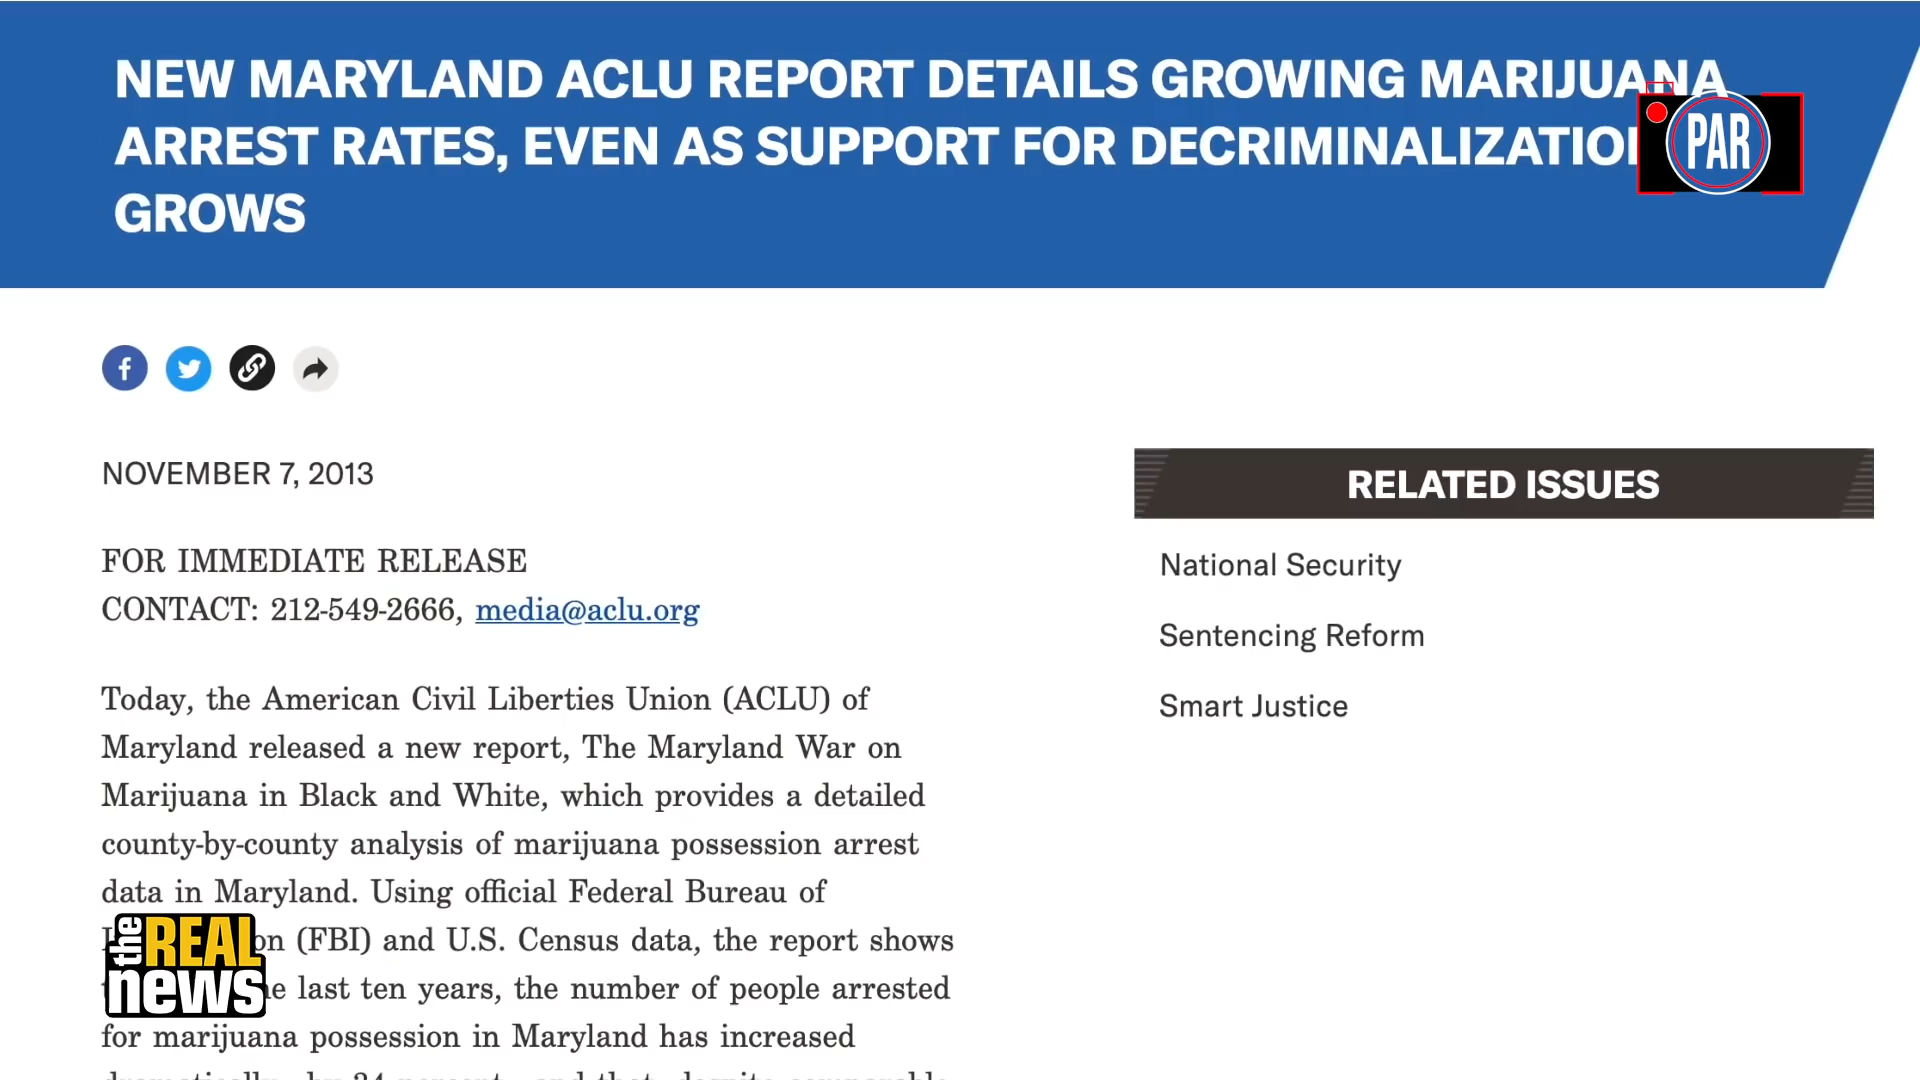 NEW MARYLAND ACLU REPORT DETAILS GROWING MARIJUANA
ARREST RATES, EVEN AS SUPPORT FOR
GROWS
PAR
NOVEMBER 7, 2013
FOR IMMEDIATE RELEASE
CONTACT: 212-549-2666, media@aclu.org
Today, the American Civil Liberties Union (ACLU) of
Maryland released a new report, The Maryland War on
Marijuana in Black and White, which provides a detailed
county-by-county analysis of marijuana possession arrest
data in Maryland. Using official Federal Bureau of
(FBI) and U.S. Census data, the report shows
last ten years, the number of people arrested
for marijuana possession in Maryland has increased
RELATED ISSUES
National Security
Sentencing Reform
Smart Justice
the REAL
news